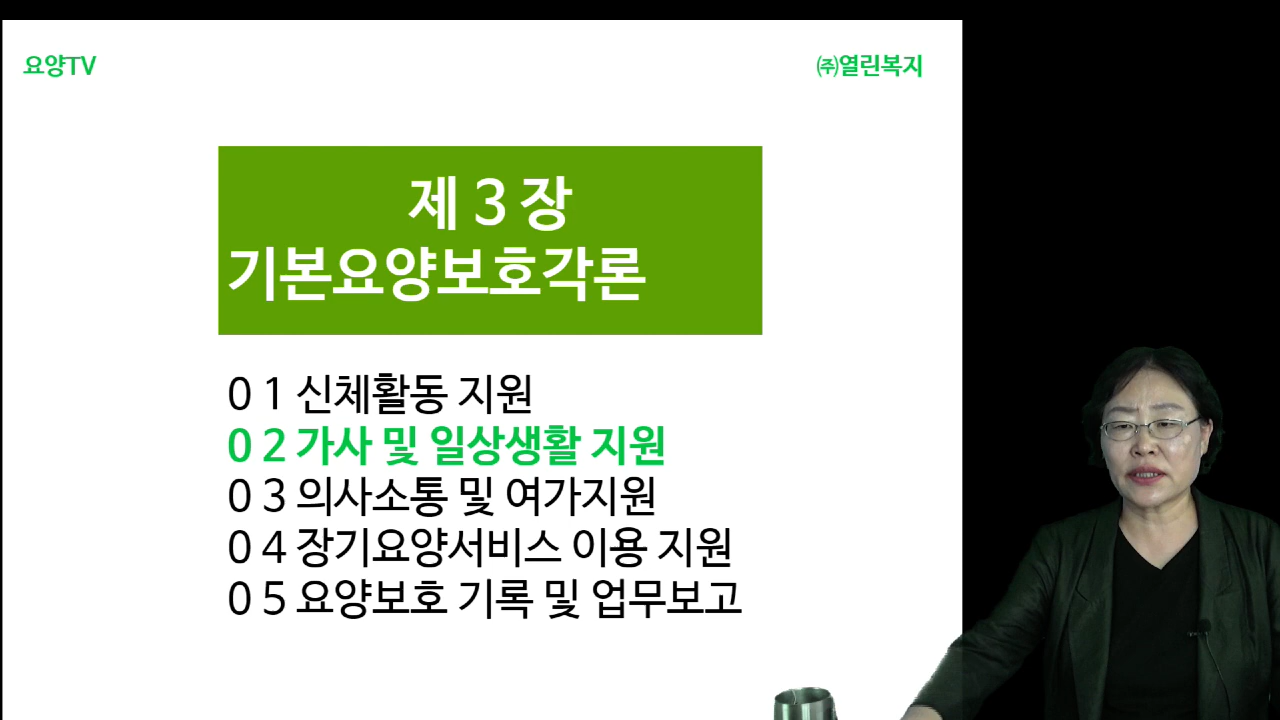 요양TV
㈜열린복지
제 3 장
기본요양보호각론
0 1 신체활동 지원
0 2 가사 및 일상생활 지원
0 3 의사소통 및 여가지원
0 4 장기요양서비스 이용 지원
0 5 요양보호 기록 및 업무보고